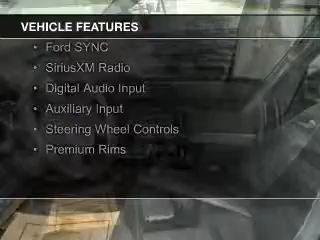 VEHICLE FEATURES
• Ford SYNC
• SiriusXM Radio
• Digital Audio Input
• Auxiliary Input
• Steering Wheel Controls
• Premium Rims